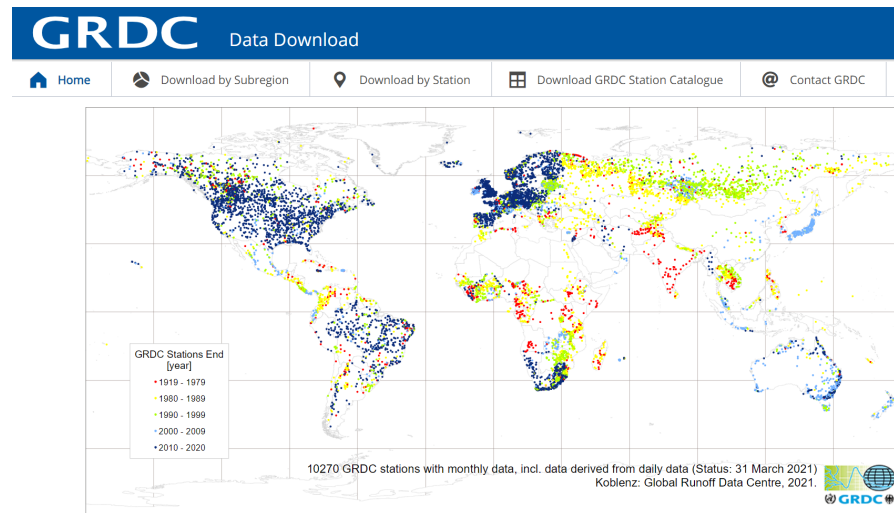 GRDC Data Download
Home Download by Subregion Download by Station Download GRDC Station Catalogue @ Contact GRDC
GRDC Stations End
[year]
1919 - 1979
1980 - 1989
1990 - 1999
2000 - 2009
2010 - 2020
10270 GRDC stations with monthly data, incl. data derived from daily data (Status: 31 March 2021)
Koblenz: Global Runoff Data Centre, 2021.
GRDC